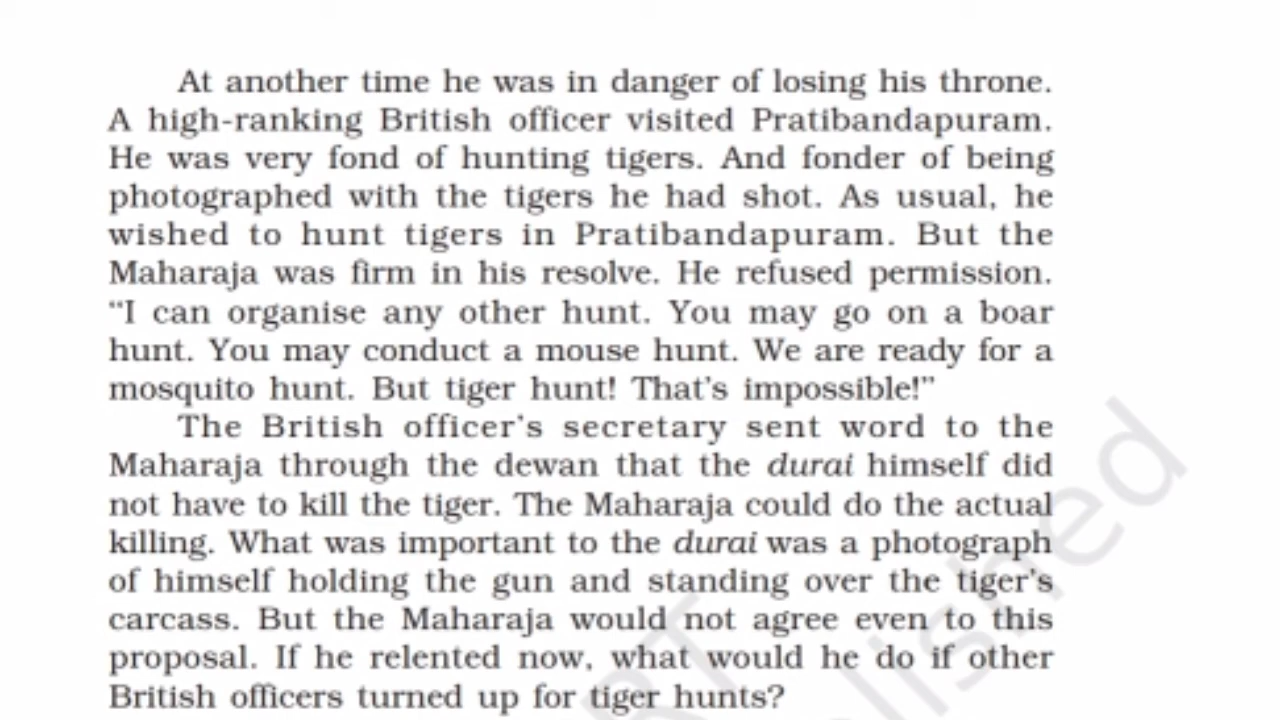 At another time he was in danger of losing his throne.
A high-ranking British officer visited Pratibandapuram.
He was very fond of hunting tigers. And fonder of being
photographed with the tigers he had shot. As usual, he
wished to hunt tigers in Pratibandapuram. But the
Maharaja was firm in his resolve. He refused permission.
“I can organise any other hunt. You may go on a boar
hunt. You may conduct a mouse hunt. We are ready for a
mosquito hunt. But tiger hunt! That's impossible!”
The British officer's secretary sent word to the
Maharaja through the dewan that the durai himself did
not have to kill the tiger. The Maharaja could do the actual
killing. What was important to the durai was a photograph
of himself holding the gun and standing over the tiger's
carcass. But the Maharaja would not agree even to this
proposal. If he relented now, what would he do if other
British officers turned up for tiger hunts?